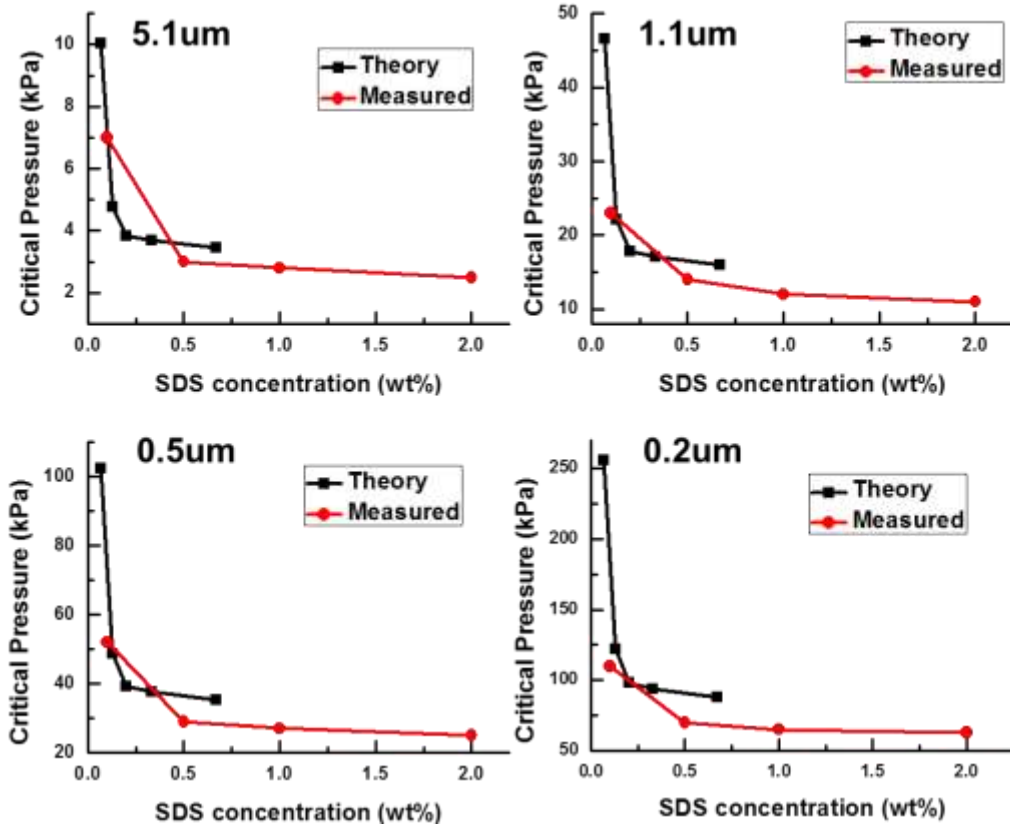 5.1um
Theory
Measured
Critical Pressure (kPa)
10
8
6
4
2
0.0 0.5 1.0 1.5 2.0
SDS concentration (wt%)
1.1um
Theory
Measured
Critical Pressure (kPa)
50
40
30
20
10
0.0 0.5 1.0 1.5 2.0
SDS concentration (wt%)
0.5um
Theory
Measured
Critical Pressure (kPa)
100
80
60
40
20
0.0 0.5 1.0 1.5 2.0
SDS concentration (wt%)
0.2um
Theory
Measured
Critical Pressure (kPa)
250
200
150
100
50
0.0 0.5 1.0 1.5 2.0
SDS concentration (wt%)